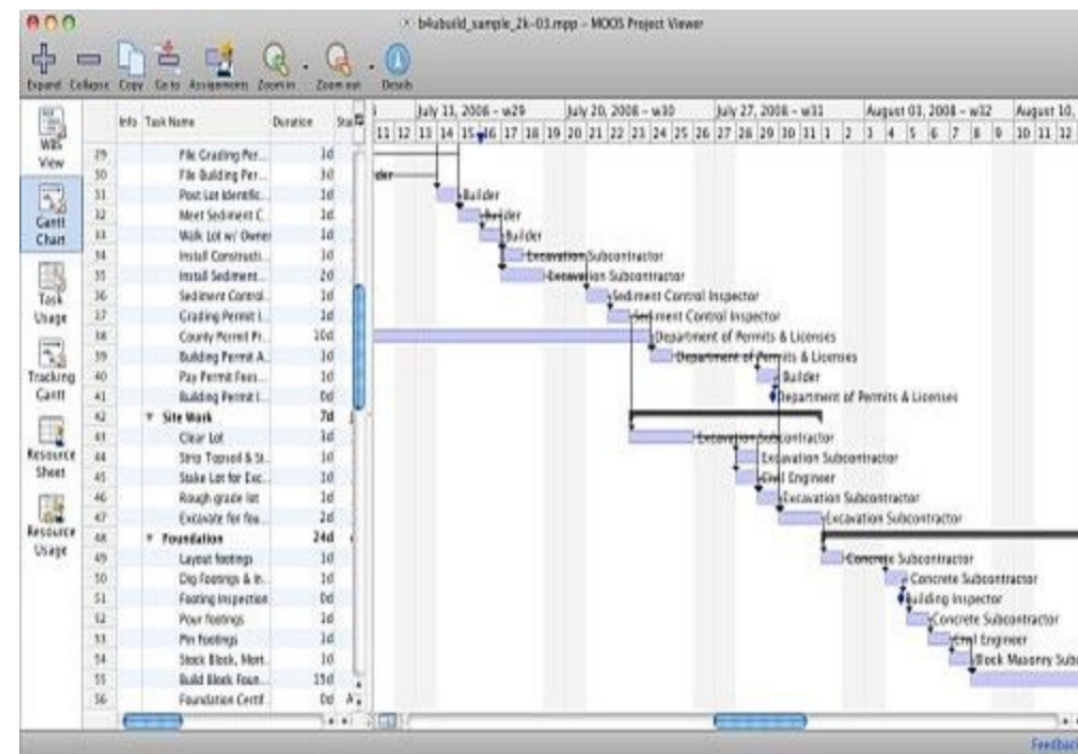 b4ubuild_sample_2k-03.mpp – MOOS Project Viewer
Expand Collapse Copy Go to Assignments Zoom in Zoom out Details
WBS View
Gantt Chart
Task Usage
Tracking Gantt
Resource Sheet
Resource Usage
Info Task Name Duration
July 13, 2008 – w29 July 20, 2008 – w30 July 27, 2008 – w31 August 03, 2008 – w32 August 10,
11 12 13 14 15 16 17 18 19 20 21 22 23 24 25 26 27 28 29 30 31 1 2 3 4 5 6 7 8 9 10 11 12
29 File Grading Per...
30 File Building Per... der
31 Post Lot Identific... 1d Builder
32 Meet Sediment C... 1d Builder
33 Walk Lot w/ Owner 1d Builder
34 Install Constructi... 1d Excavation Subcontractor
35 Install Sediment... 2d Excavation Subcontractor
36 Sediment Control... 1d Sediment Control Inspector
37 Grading Permit I... 1d Sediment Control Inspector
38 County Permit Pr... 10d Department of Permits & Licenses
39 Building Permit A... 1d Department of Permits & Licenses
40 Pay Permit Fees... 1d Builder
41 Building Permit I... 0d Department of Permits & Licenses
42 Site Work 7d
43 Clear Lot 3d Excavation Subcontractor
44 Strip Topsoil & St... 1d Excavation Subcontractor
45 Stake Lot for Exc... 1d Civil Engineer
46 Rough grade lot 1d Excavation Subcontractor
47 Excavate for fou... 2d Excavation Subcontractor
48 Foundation 24d
49 Layout footings 1d Concrete Subcontractor
50 Dig Footings & In... 1d Concrete Subcontractor
51 Footing Inspection 0d Building Inspector
52 Pour footings 1d Concrete Subcontractor
53 Pin Footings 1d Civil Engineer
54 Stock Block, Mort... 1d Block Masonry Subc
55 Build Block Foun... 15d
56 Foundation Certif... 0d A
Feedback